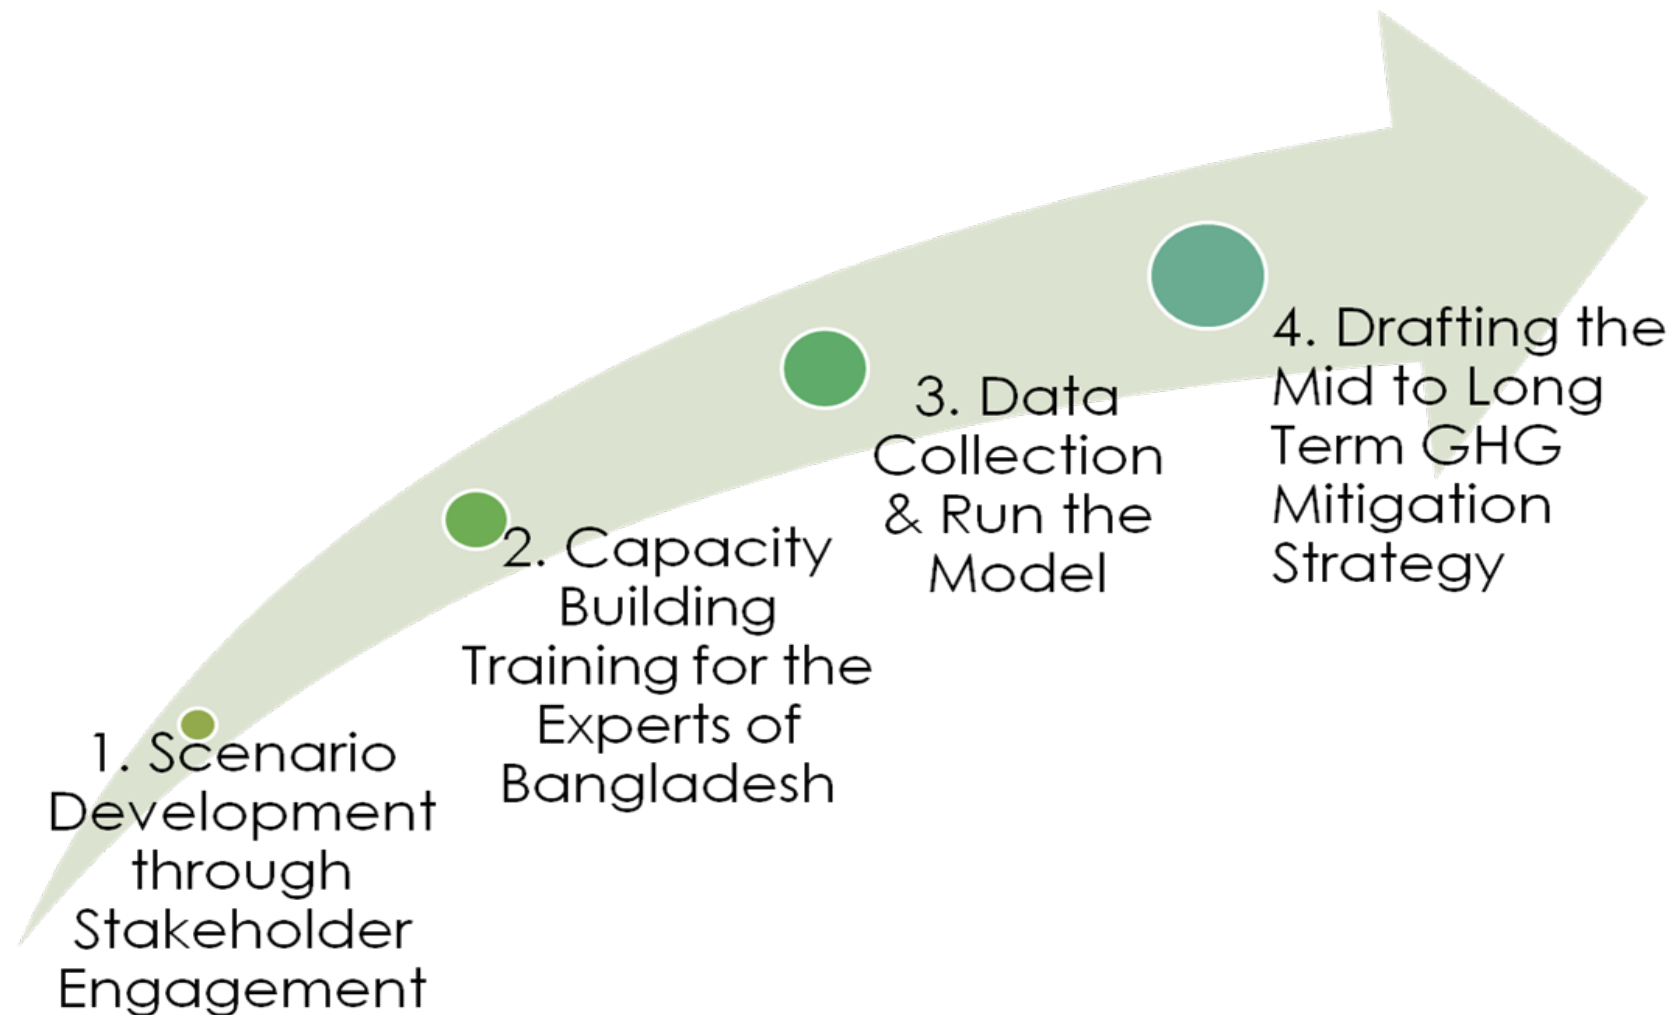 1. Scenario
Development
through
Stakeholder
Engagement
2. Capacity
Building
Training for the
Experts of
Bangladesh
3. Data
Collection
& Run the
Model
4. Drafting the
Mid to Long
Term GHG
Mitigation
Strategy